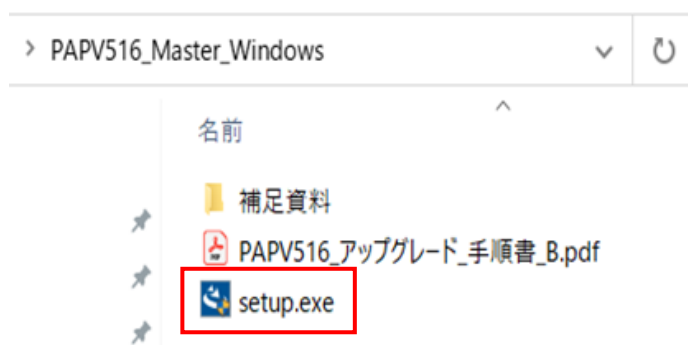 > PAPV516_Master_Windows
名前
補足資料
PAPV516_アップグレード_手順書_B.pdf
setup.exe